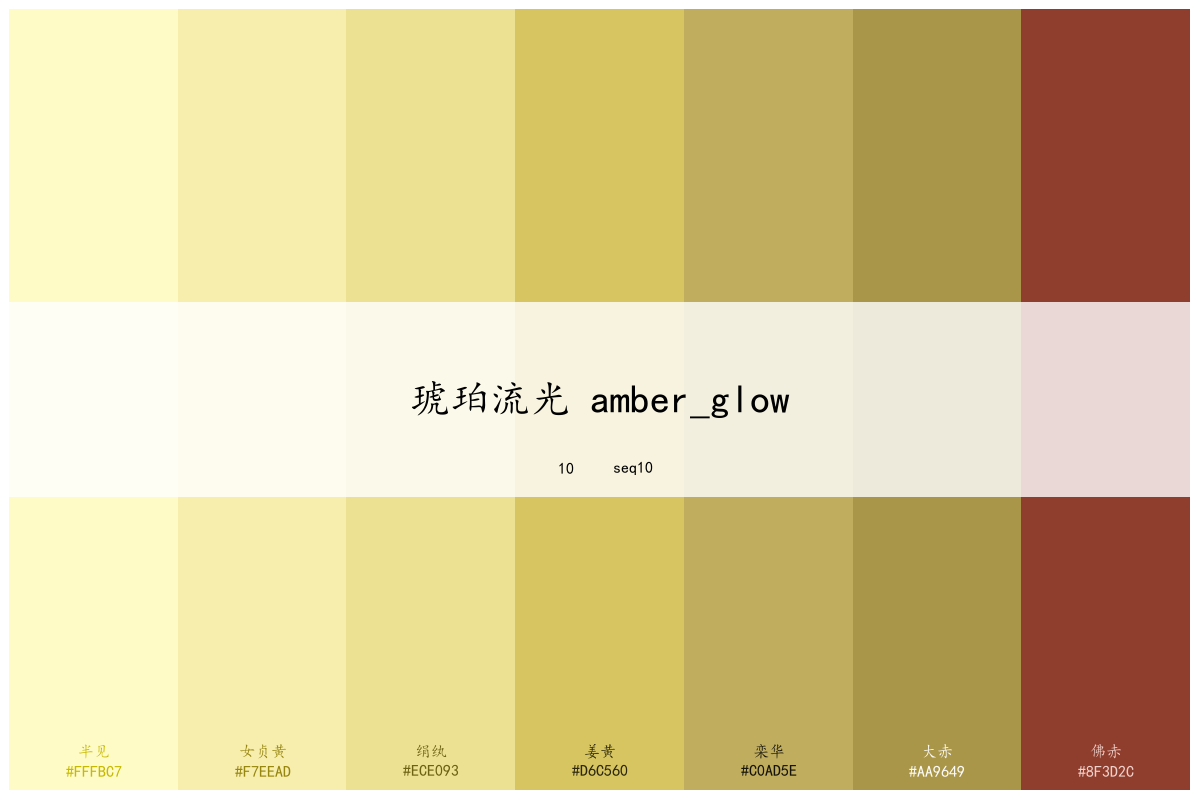 琥珀流光 amber_glow
10 seq10
半见 女贞黄 绢纨 姜黄 栾华 大赤 佛赤
#FFFBC7 #F7EEAD #ECE093 #D6C560 #C0AD5E #AA9649 #8F3D2C